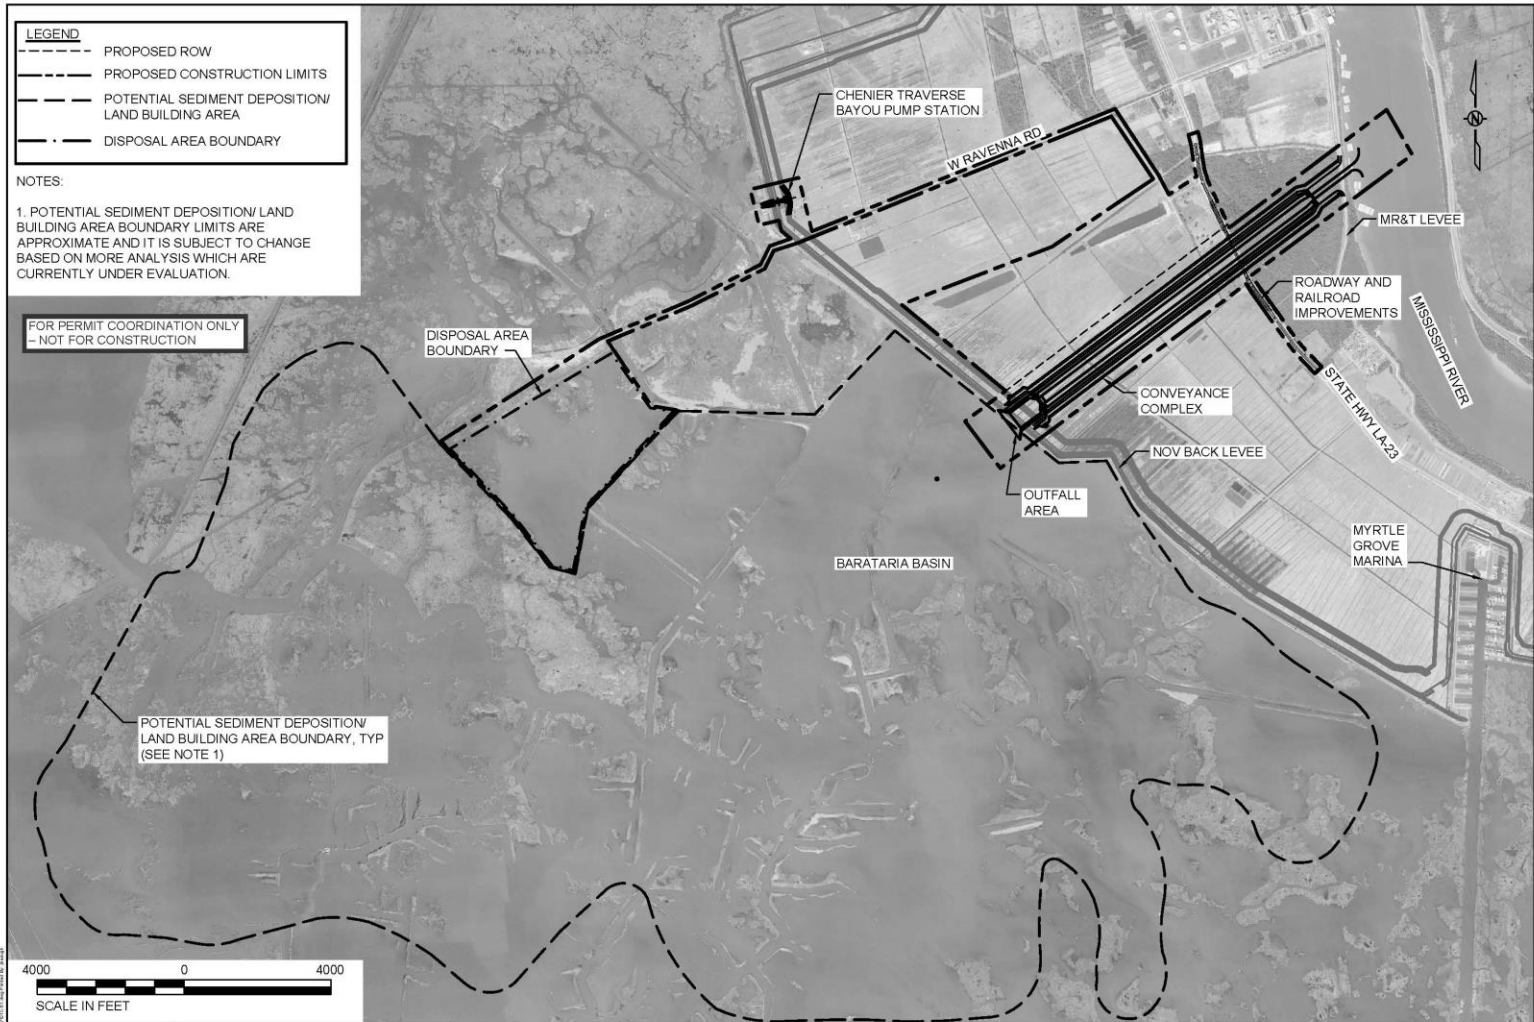 LEGEND
PROPOSED ROW
PROPOSED CONSTRUCTION LIMITS
POTENTIAL SEDIMENT DEPOSITION/
LAND BUILDING AREA
DISPOSAL AREA BOUNDARY
NOTES:
1. POTENTIAL SEDIMENT DEPOSITION/ LAND
BUILDING AREA BOUNDARY LIMITS ARE
APPROXIMATE AND IT IS SUBJECT TO CHANGE
BASED ON MORE ANALYSIS WHICH ARE
CURRENTLY UNDER EVALUATION.
FOR PERMIT COORDINATION ONLY
– NOT FOR CONSTRUCTION
CHENIER TRAVERSE
BAYOU PUMP STATION
W RAVENNA RD
N
MR&T LEVEE
ROADWAY AND
RAILROAD
IMPROVEMENTS
MISSISSIPPI RIVER
STATE HWY LA-23
DISPOSAL AREA
BOUNDARY
CONVEYANCE
COMPLEX
NOV BACK LEVEE
OUTFALL
AREA
MYRTLE
GROVE
MARINA
BARATARIA BASIN
POTENTIAL SEDIMENT DEPOSITION/
LAND BUILDING AREA BOUNDARY, TYP
(SEE NOTE 1)
4000 0 4000
SCALE IN FEET